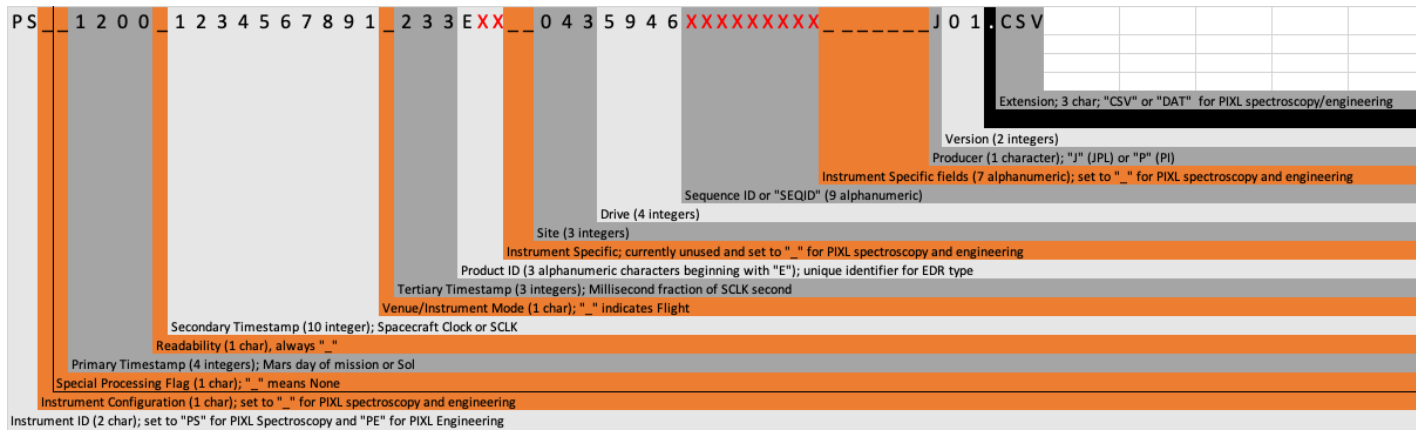 PS__1200_1234567891_233EXX__0435946XXXXXXXXX_______J01.CSV
Extension; 3 char; "CSV" or "DAT" for PIXL spectroscopy/engineering
Version (2 integers)
Producer (1 character); "J" (JPL) or "P" (PI)
Instrument Specific fields (7 alphanumeric); set to "_" for PIXL spectroscopy and engineering
Sequence ID or "SEQID" (9 alphanumeric)
Drive (4 integers)
Site (3 integers)
Instrument Specific; currently unused and set to "_" for PIXL spectroscopy and engineering
Product ID (3 alphanumeric characters beginning with "E"); unique identifier for EDR type
Tertiary Timestamp (3 integers); Millisecond fraction of SCLK second
Venue/Instrument Mode (1 char); "_" indicates Flight
Secondary Timestamp (10 integer); Spacecraft Clock or SCLK
Readability (1 char), always "_"
Primary Timestamp (4 integers); Mars day of mission or Sol
Special Processing Flag (1 char); "_" means None
Instrument Configuration (1 char); set to "_" for PIXL spectroscopy and engineering
Instrument ID (2 char); set to "PS" for PIXL Spectroscopy and "PE" for PIXL Engineering